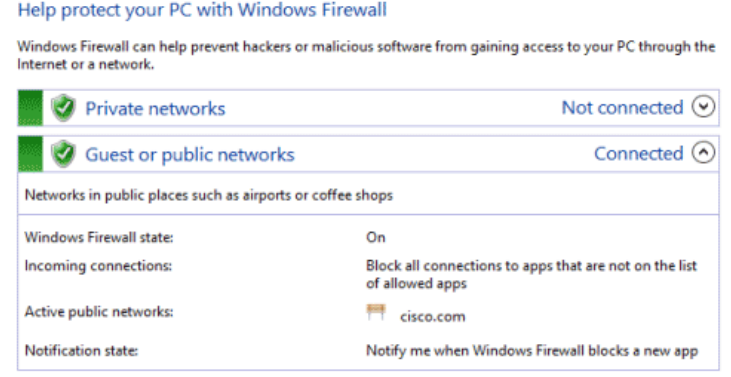 Help protect your PC with Windows Firewall
Windows Firewall can help prevent hackers or malicious software from gaining access to your PC through the
Internet or a network.
Private networks Not connected
Guest or public networks Connected
Networks in public places such as airports or coffee shops
Windows Firewall state: On
Incoming connections: Block all connections to apps that are not on the list
of allowed apps
Active public networks: cisco.com
Notification state: Notify me when Windows Firewall blocks a new app